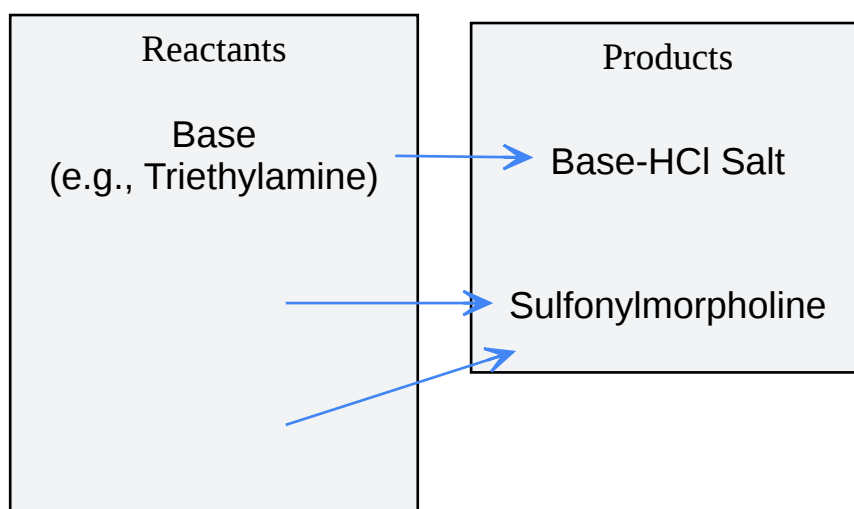 Reactants
Base
(e.g., Triethylamine)
Products
Base-HCl Salt
Sulfonylmorpholine